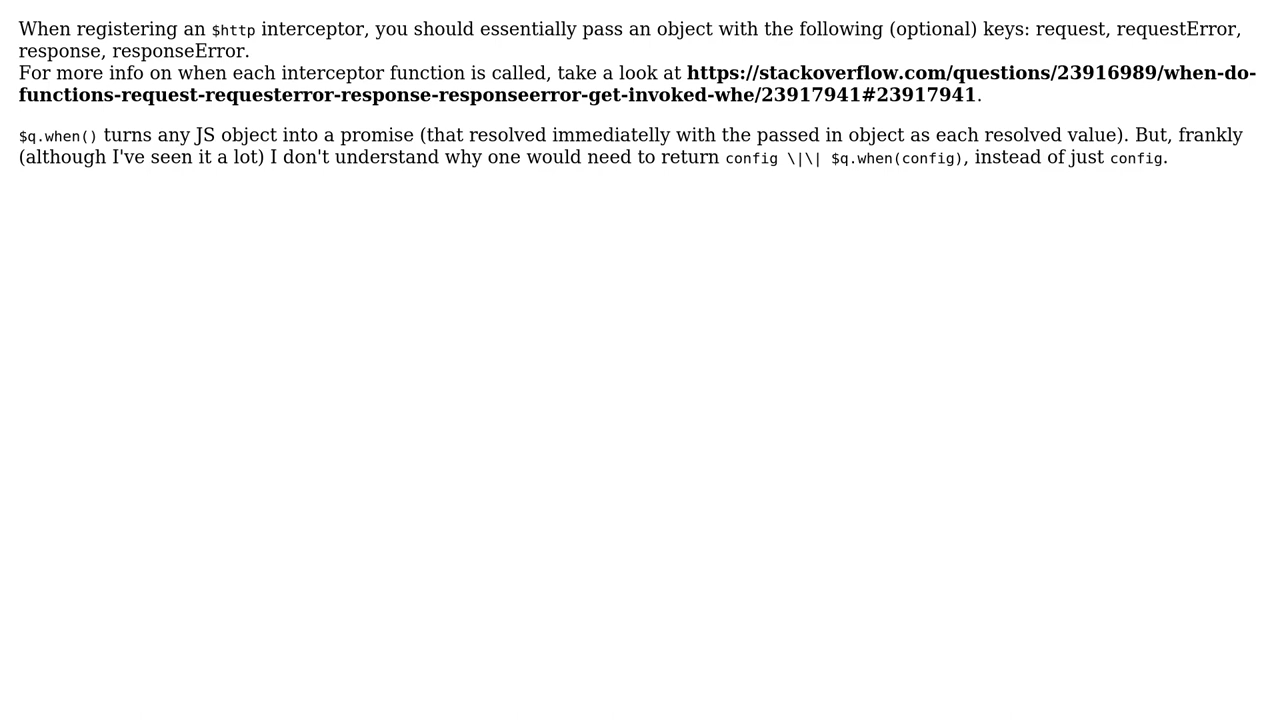 When registering an $http interceptor, you should essentially pass an object with the following (optional) keys: request, requestError,
response, responseError.
For more info on when each interceptor function is called, take a look at https://stackoverflow.com/questions/23916989/when-do-
functions-request-requesterror-response-responseerror-get-invoked-whe/23917941#23917941.
$q.when() turns any JS object into a promise (that resolved immediatelly with the passed in object as each resolved value). But, frankly
(although I've seen it a lot) I don't understand why one would need to return config \|\| $q.when(config), instead of just config.